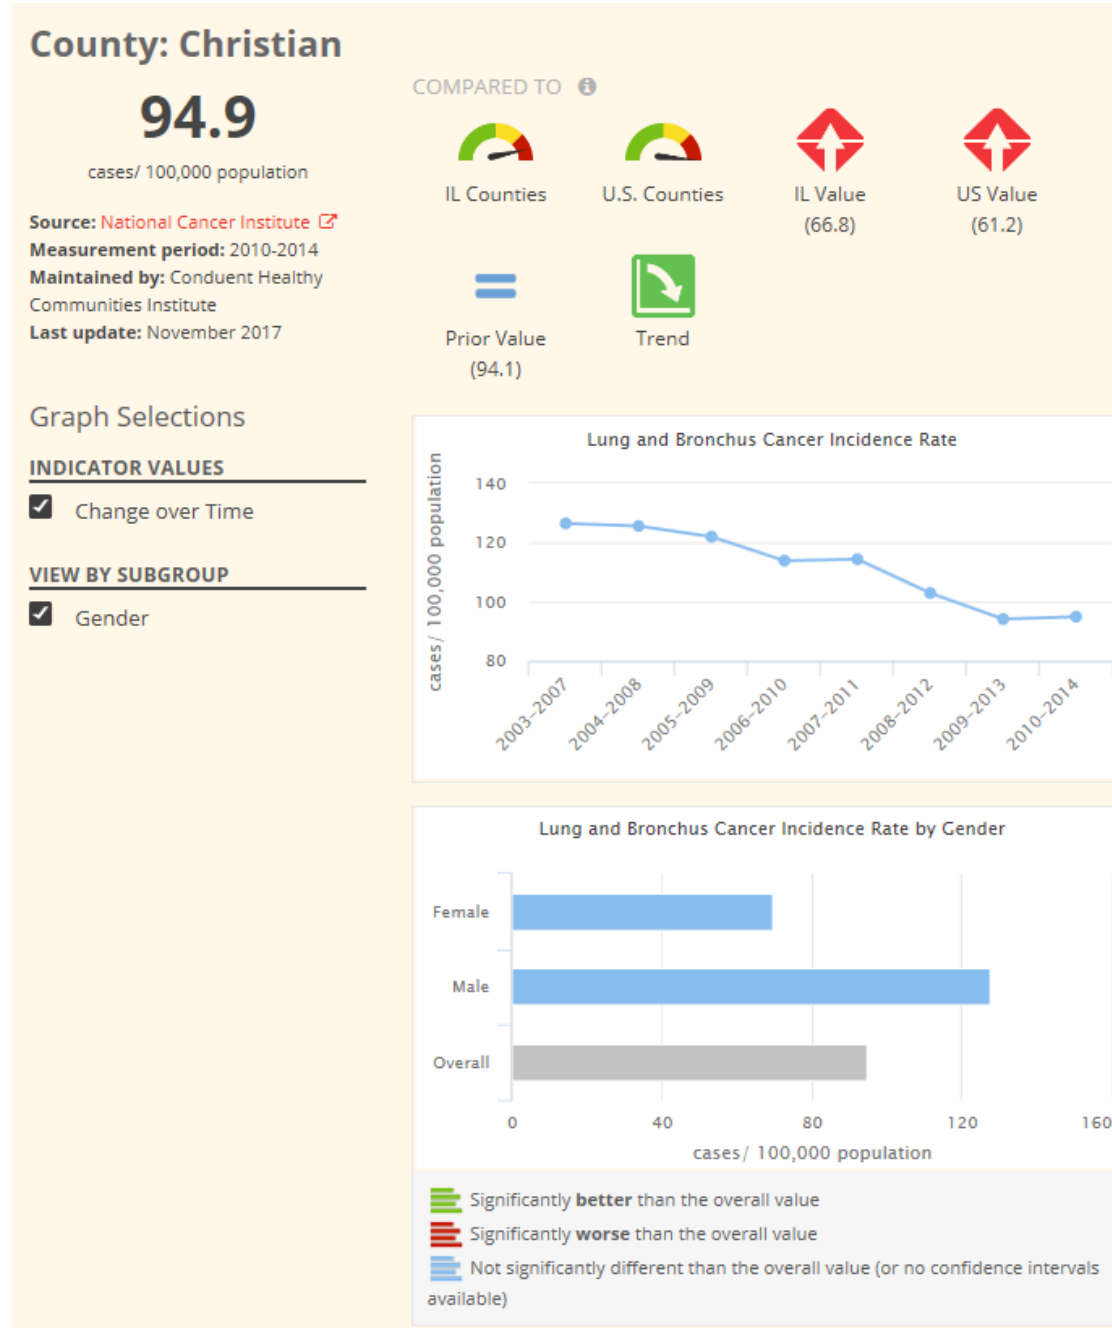 County: Christian
94.9
cases/ 100,000 population
Source: National Cancer Institute
Measurement period: 2010-2014
Maintained by: Conduent Healthy
Communities Institute
Last update: November 2017
COMPARED TO
IL Counties
U.S. Counties
IL Value
(66.8)
US Value
(61.2)
Prior Value
(94.1)
Trend
Graph Selections
INDICATOR VALUES
Change over Time
VIEW BY SUBGROUP
Gender
Lung and Bronchus Cancer Incidence Rate
cases/ 100,000 population
140
120
100
80
2003–2007
2004–2008
2005–2009
2006–2010
2007–2011
2008–2012
2009–2013
2010–2014
Lung and Bronchus Cancer Incidence Rate by Gender
Female
Male
Overall
0 40 80 120 160
cases/ 100,000 population
Significantly better than the overall value
Significantly worse than the overall value
Not significantly different than the overall value (or no confidence intervals
available)